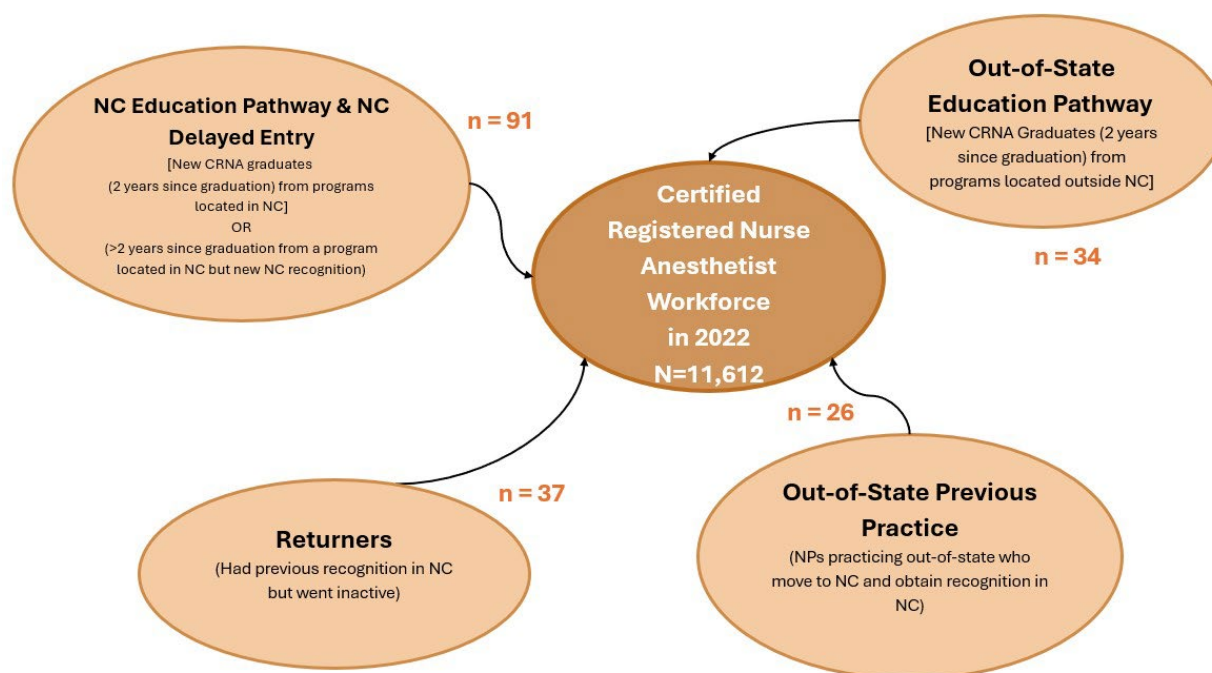 NC Education Pathway & NC
Delayed Entry
[New CRNA graduates
(2 years since graduation) from programs
located in NC]
OR
(>2 years since graduation from a program
located in NC but new NC recognition)
n = 91
Out-of-State
Education Pathway
[New CRNA Graduates (2 years
since graduation) from
programs located outside NC]
n = 34
Certified
Registered Nurse
Anesthetist
Workforce
in 2022
N=11,612
Returners
(Had previous recognition in NC
but went inactive)
n = 37
Out-of-State Previous
Practice
(NPs practicing out-of-state who
move to NC and obtain recognition in
NC)
n = 26